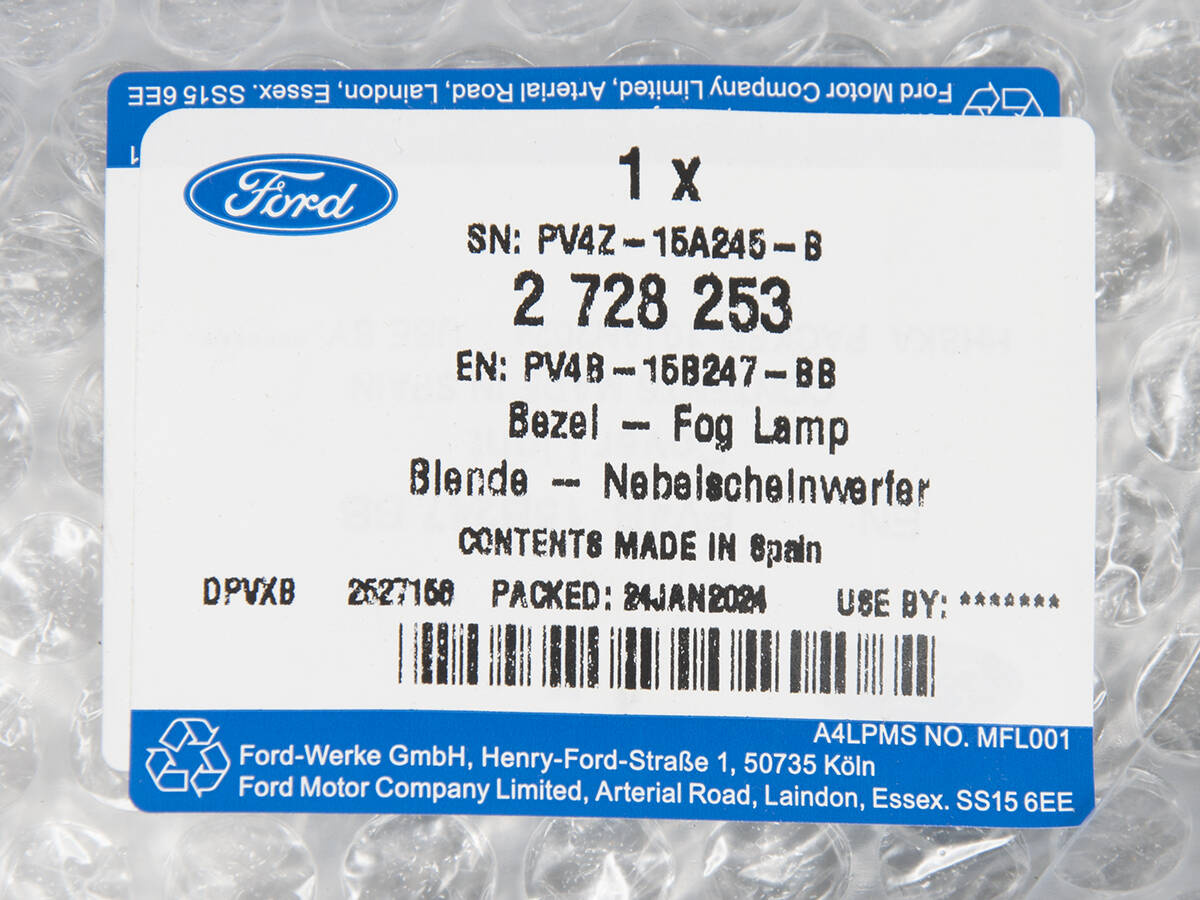 Ford Motor Company Limited, Arterial Road, Laindon, Essex. SS15 6EE
Ford
1 x
SN: PV4Z-15A245-B
2 728 253
EN: PV4B-15B247-BB
Bezel - Fog Lamp
Blende - Nebelscheinwerfer
CONTENTS MADE IN Spain
DPVXB 2527158 PACKED: 24JAN2024 USE BY: *******
A4LPMS NO. MFL001
Ford-Werke GmbH, Henry-Ford-Straße 1, 50735 Köln
Ford Motor Company Limited, Arterial Road, Laindon, Essex. SS15 6EE